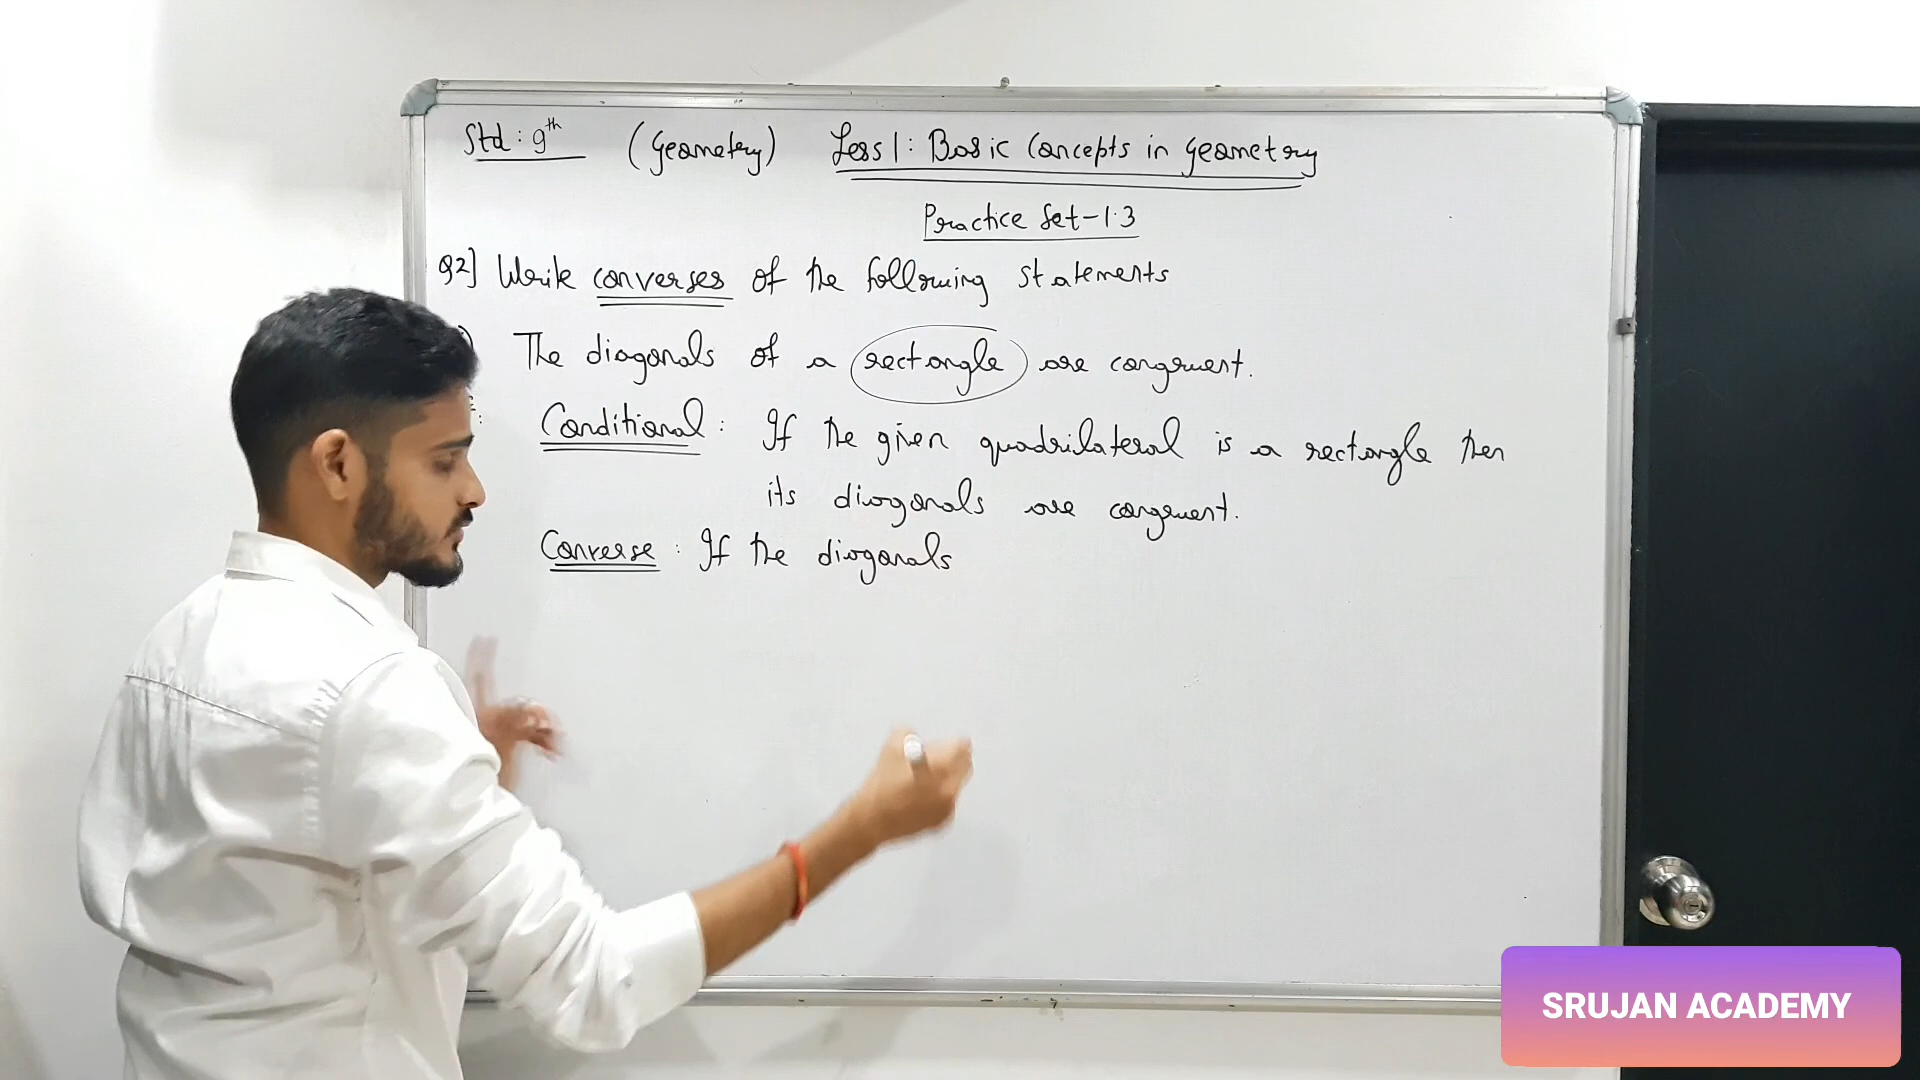 Std: 9th (Geometry) Less 1: Basic Concepts in Geometry
Practice Set-1.3
Q2] Write converses of the following statements
The diagonals of a rectangle are congruent.
Conditional: If the given quadrilateral is a rectangle then
its diagonals are congruent.
Converse: If the diagonals
SRUJAN ACADEMY